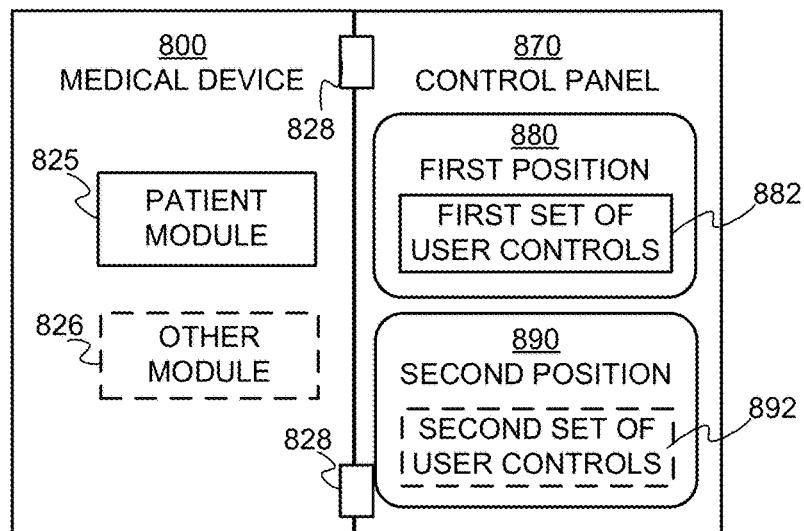 800
MEDICAL DEVICE
828
825
PATIENT
MODULE
826
OTHER
MODULE
828
870
CONTROL PANEL
880
FIRST POSITION
FIRST SET OF
USER CONTROLS
882
890
SECOND POSITION
SECOND SET OF
USER CONTROLS
892